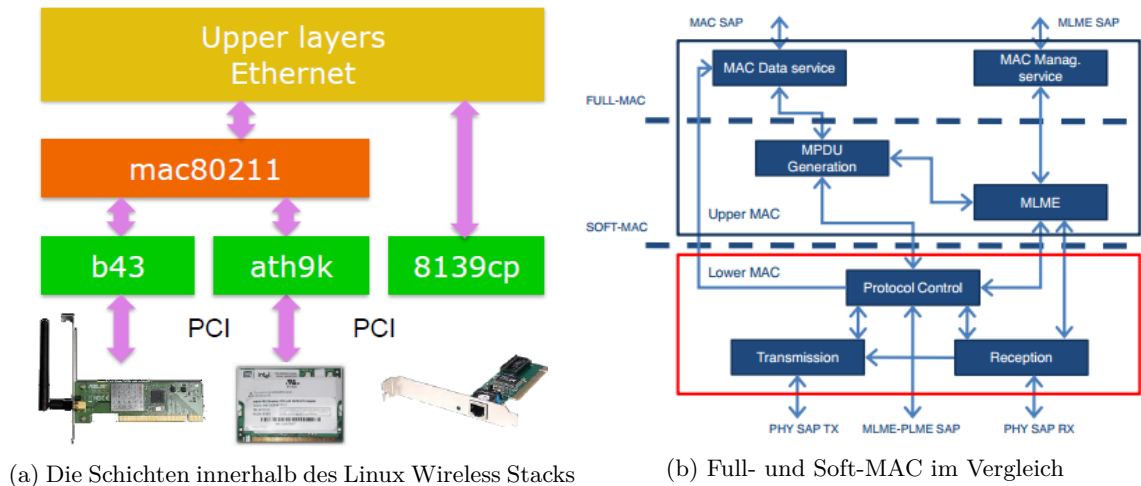 Upper layers
Ethernet
mac80211
b43
ath9k
8139cp
PCI
PCI
intel
(a) Die Schichten innerhalb des Linux Wireless Stacks
MAC SAP
MLME SAP
MAC Data service
MAC Manag.
service
FULL-MAC
MPDU
Generation
MLME
Upper MAC
SOFT-MAC
Lower MAC
Protocol Control
Transmission
Reception
PHY SAP TX
MLME-PLME SAP
PHY SAP RX
(b) Full- und Soft-MAC im Vergleich